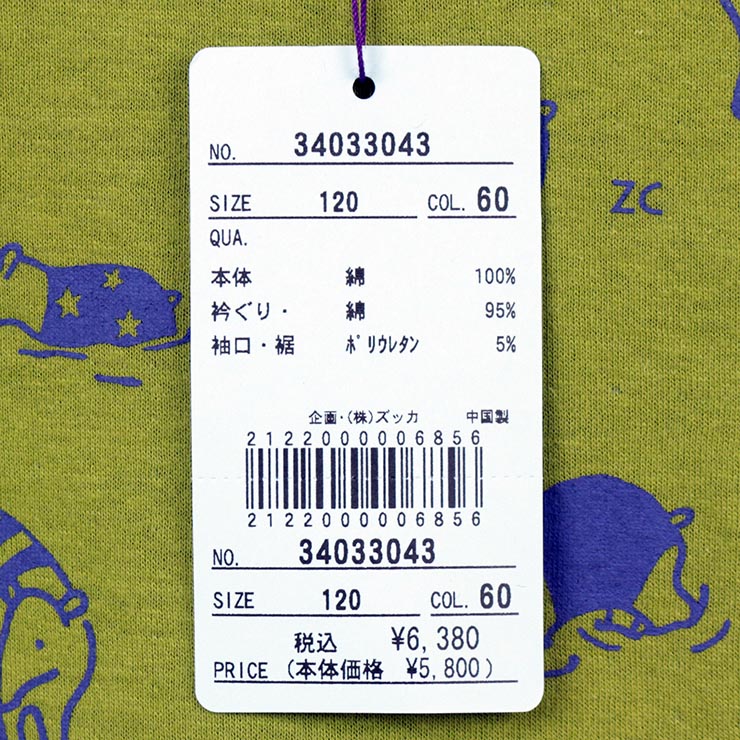 NO. 34033043
SIZE 120 COL. 60
QUA.
本体 綿 100%
衿ぐり・ 綿 95%
袖口・裾 ポリウレタン 5%
企画・(株)ズッカ 中国製
2122000006856
2122000006856
NO. 34033043
SIZE 120 COL. 60
税込 ¥6,380
PRICE (本体価格 ¥5,800)
ZC